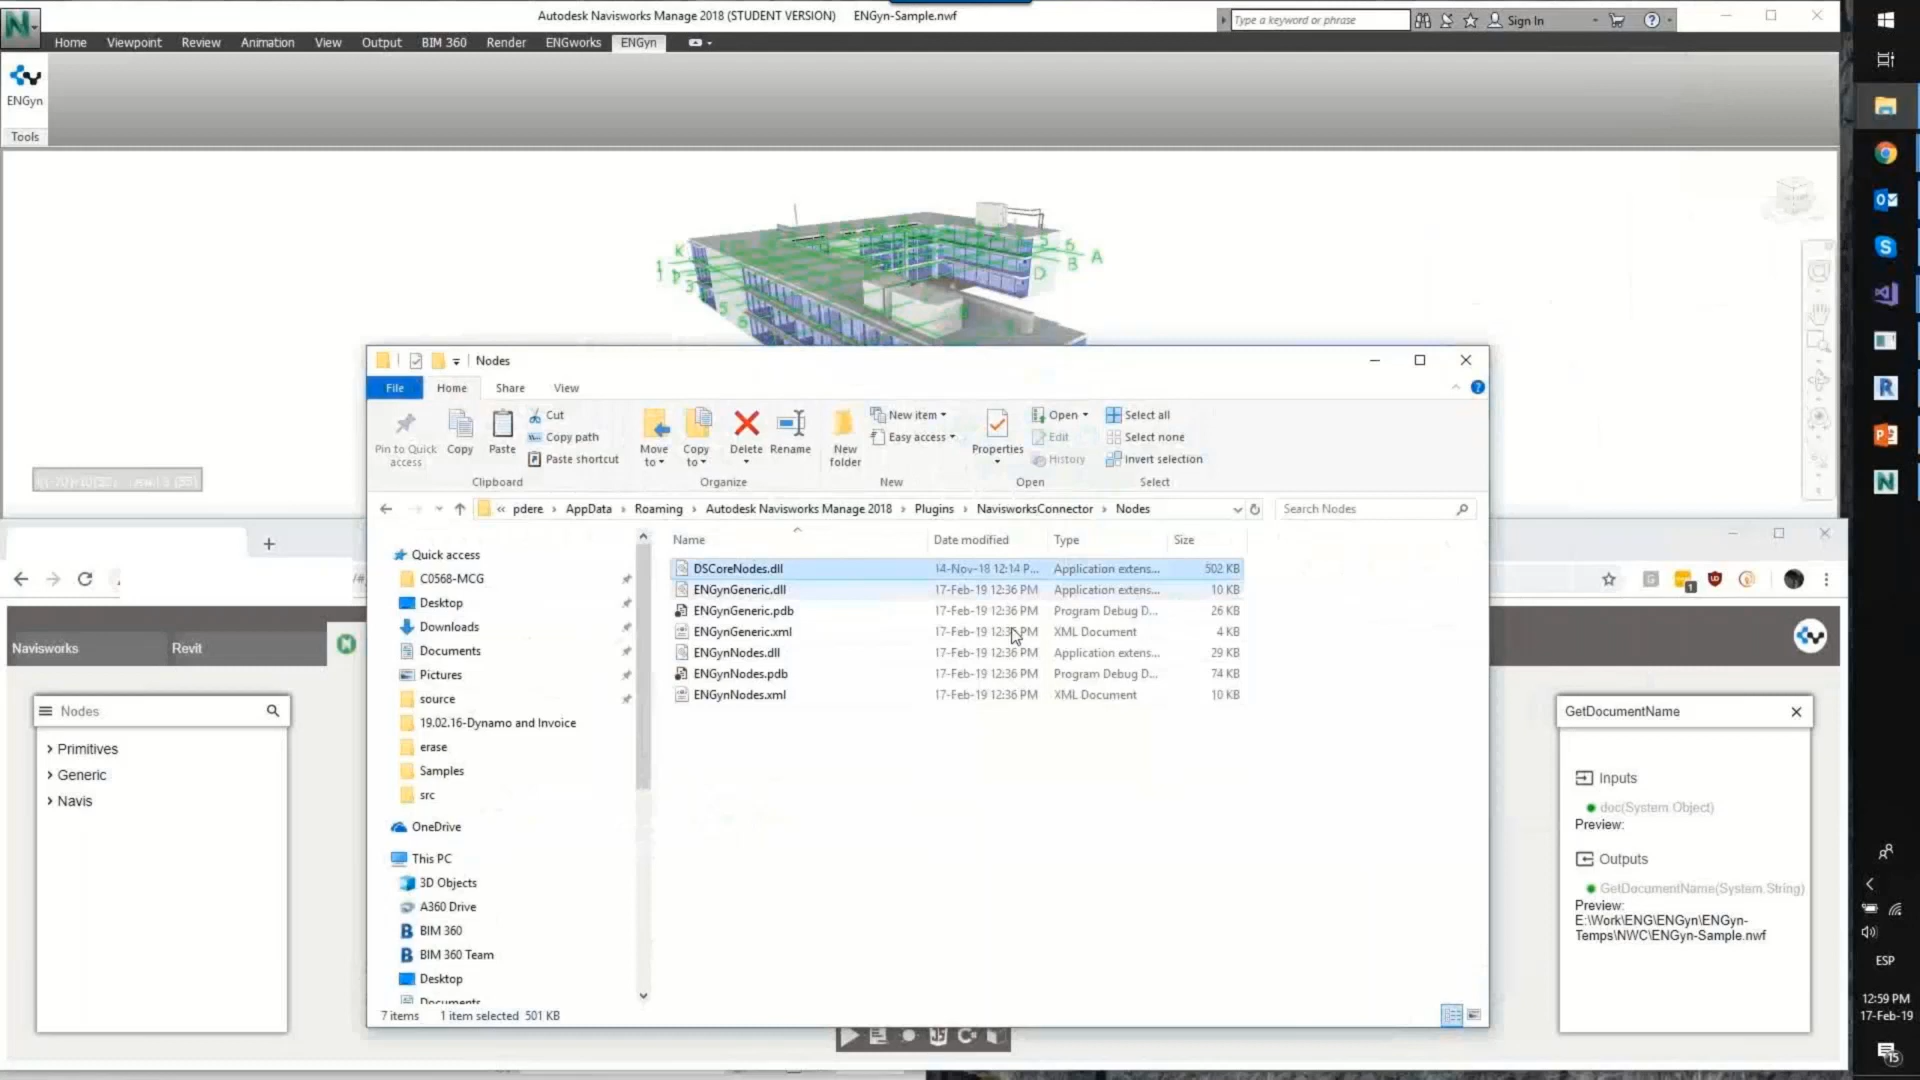 Autodesk Navisworks Manage 2018 (STUDENT VERSION) ENGyn-Sample.nwf
Type a keyword or phrase
Sign In
Home Viewpoint Review Animation View Output BIM 360 Render ENGworks ENGyn
ENGyn
Tools
K
1
3
5
6
5
6
A
B
D
Nodes
File Home Share View
Pin to Quick access
Copy
Paste
Cut
Copy path
Paste shortcut
Clipboard
Move to
Copy to
Delete
Rename
Organize
New folder
New item
Easy access
New
Properties
Open
Edit
History
Open
Select all
Select none
Invert selection
Select
« pdere › AppData › Roaming › Autodesk Navisworks Manage 2018 › Plugins › NavisworksConnector › Nodes
Search Nodes
Name Date modified Type Size
DSCoreNodes.dll 14-Nov-18 12:14 P... Application extens... 502 KB
ENGynGeneric.dll 17-Feb-19 12:36 PM Application extens... 10 KB
ENGynGeneric.pdb 17-Feb-19 12:36 PM Program Debug D... 26 KB
ENGynGeneric.xml 17-Feb-19 12:36 PM XML Document 4 KB
ENGynNodes.dll 17-Feb-19 12:36 PM Application extens... 29 KB
ENGynNodes.pdb 17-Feb-19 12:36 PM Program Debug D... 74 KB
ENGynNodes.xml 17-Feb-19 12:36 PM XML Document 10 KB
Quick access
C0568-MCG
Desktop
Downloads
Documents
Pictures
source
19.02.16-Dynamo and Invoice
erase
Samples
src
OneDrive
This PC
3D Objects
A360 Drive
BIM 360
BIM 360 Team
Desktop
Documents
7 items 1 item selected 501 KB
Navisworks Revit
Nodes
Primitives
Generic
Navis
GetDocumentName
Inputs
doc(System Object)
Preview:
Outputs
GetDocumentName(System.String)
Preview:
E:\Work\ENG\ENGyn\ENGyn-
Temps\NWC\ENGyn-Sample.nwf
ESP
12:59 PM
17-Feb-19
15